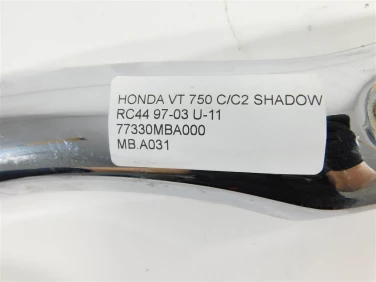 HONDA VT 750 C/C2 SHADOW
RC44 97-03 U-11
77330MBA000
MB.A031